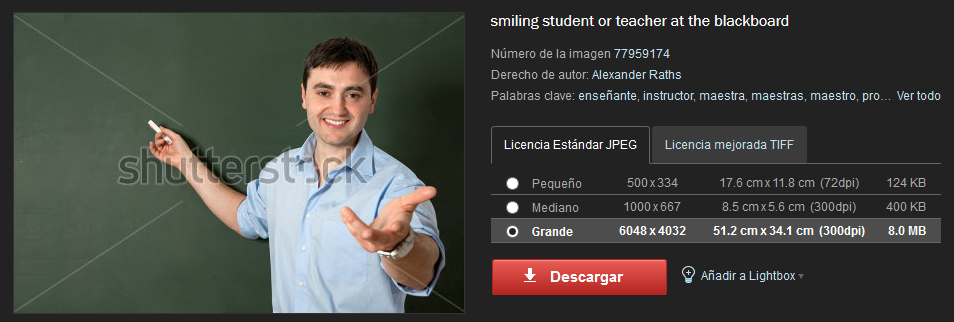 smiling student or teacher at the blackboard
Número de la imagen 77959174
Derecho de autor: Alexander Raths
Palabras clave: enseñante, instructor, maestra, maestras, maestro, pro... Ver todo
shutterstock
Licencia Estándar JPEG Licencia mejorada TIFF
Pequeño 500 x 334 17.6 cm x 11.8 cm (72dpi) 124 KB
Mediano 1000 x 667 8.5 cm x 5.6 cm (300dpi) 400 KB
Grande 6048 x 4032 51.2 cm x 34.1 cm (300dpi) 8.0 MB
Descargar Añadir a Lightbox